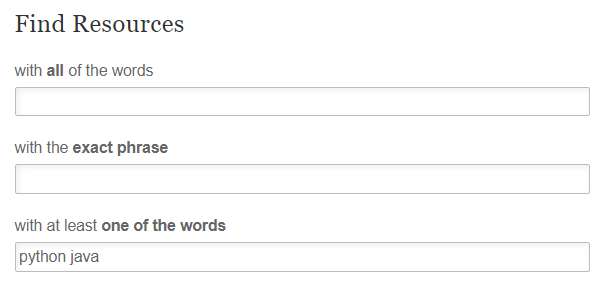 Find Resources
with all of the words
with the exact phrase
with at least one of the words
python java